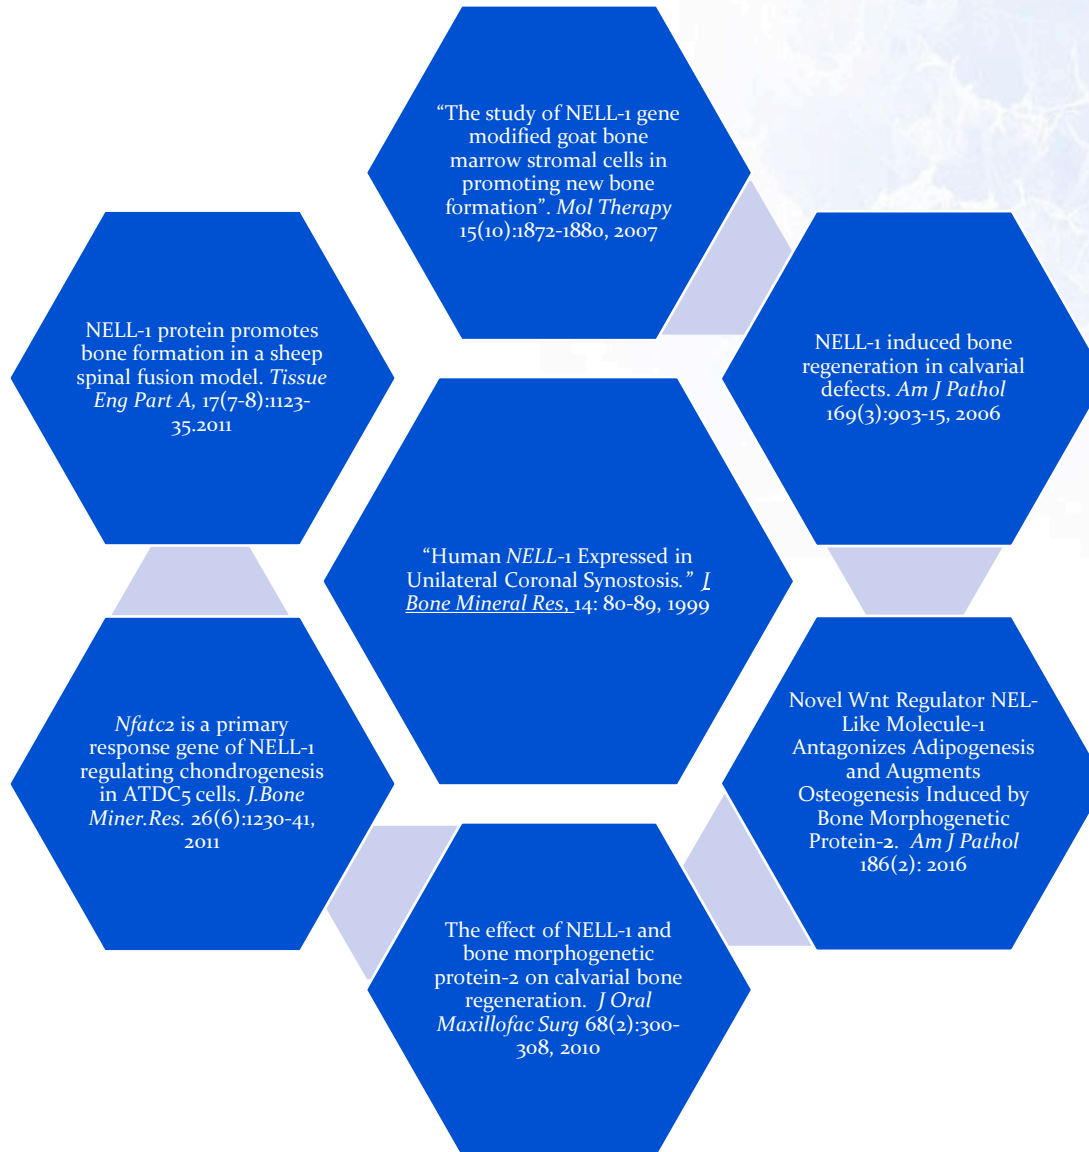 “The study of NELL-1 gene
modified goat bone
marrow stromal cells in
promoting new bone
formation”. Mol Therapy
15(10):1872-1880, 2007
NELL-1 induced bone
regeneration in calvarial
defects. Am J Pathol
169(3):903-15, 2006
Novel Wnt Regulator NEL-
Like Molecule-1
Antagonizes Adipogenesis
and Augments
Osteogenesis Induced by
Bone Morphogenetic
Protein-2. Am J Pathol
186(2): 2016
The effect of NELL-1 and
bone morphogenetic
protein-2 on calvarial bone
regeneration. J Oral
Maxillofac Surg 68(2):300-
308, 2010
Nfatc2 is a primary
response gene of NELL-1
regulating chondrogenesis
in ATDC5 cells. J.Bone
Miner.Res. 26(6):1230-41,
2011
NELL-1 protein promotes
bone formation in a sheep
spinal fusion model. Tissue
Eng Part A, 17(7-8):1123-
35.2011
“Human NELL-1 Expressed in
Unilateral Coronal Synostosis.” J
Bone Mineral Res, 14: 80-89, 1999